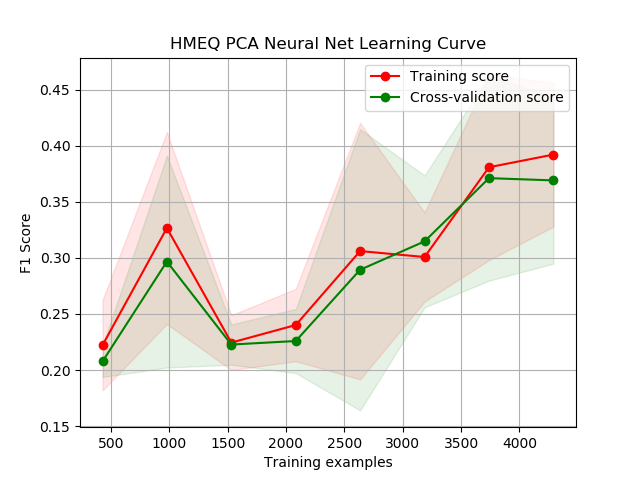 HMEQ PCA Neural Net Learning Curve
Training score
Cross-validation score
F1 Score
0.45
0.40
0.35
0.30
0.25
0.20
0.15
500 1000 1500 2000 2500 3000 3500 4000
Training examples